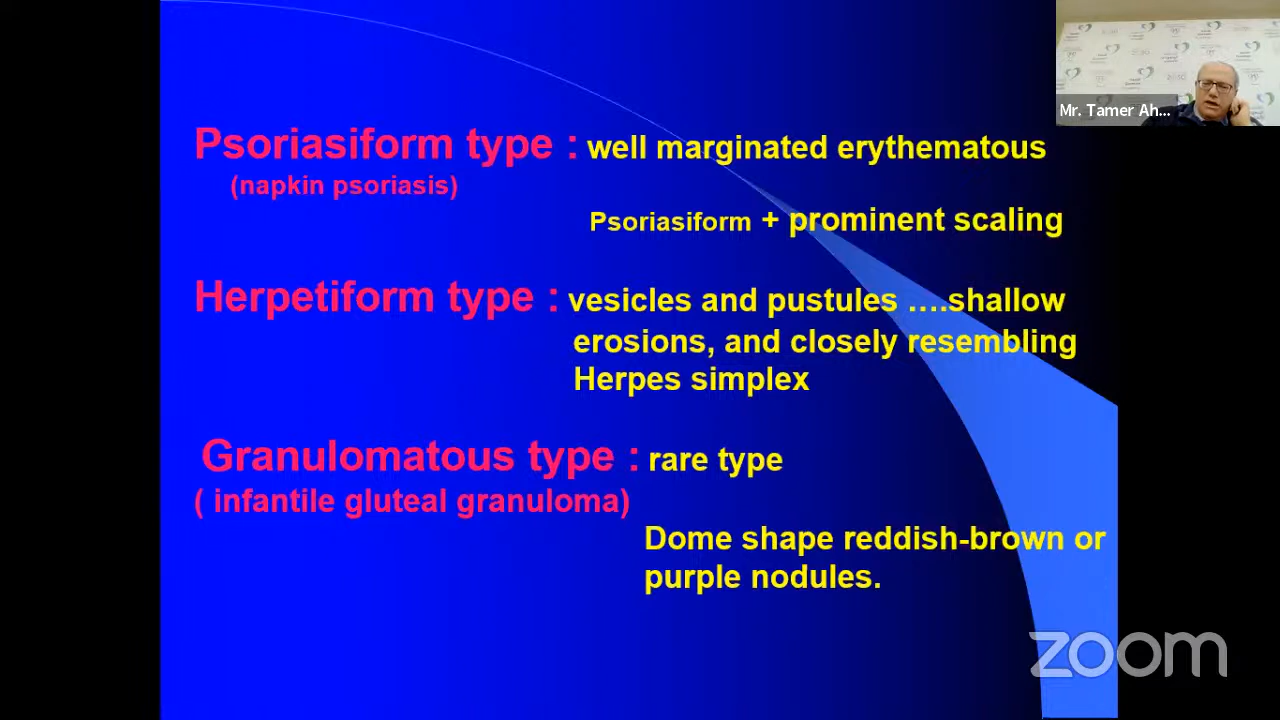 Mr. Tamer Ah...
Psoriasiform type : well marginated erythematous
(napkin psoriasis)
Psoriasiform + prominent scaling
Herpetiform type : vesicles and pustules ....shallow
erosions, and closely resembling
Herpes simplex
Granulomatous type : rare type
( infantile gluteal granuloma)
Dome shape reddish-brown or
purple nodules.
zoom